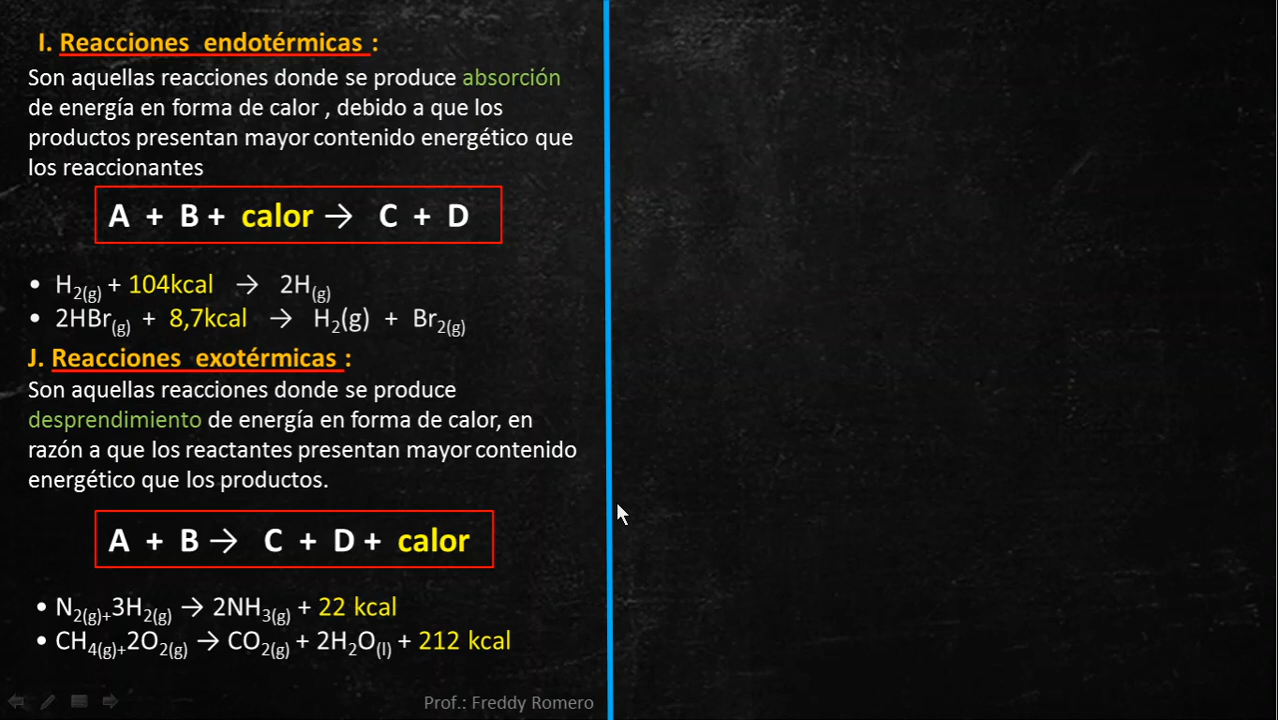 I. Reacciones endotérmicas :
Son aquellas reacciones donde se produce absorción
de energía en forma de calor , debido a que los
productos presentan mayor contenido energético que
los reaccionantes
A + B + calor → C + D
• H₂(g) + 104kcal → 2H(g)
• 2HBr(g) + 8,7kcal → H₂(g) + Br₂(g)
J. Reacciones exotérmicas :
Son aquellas reacciones donde se produce
desprendimiento de energía en forma de calor, en
razón a que los reactantes presentan mayor contenido
energético que los productos.
A + B → C + D + calor
• N₂(g)+3H₂(g) → 2NH₃(g) + 22 kcal
• CH₄(g)+2O₂(g) → CO₂(g) + 2H₂O(l) + 212 kcal
Prof.: Freddy Romero